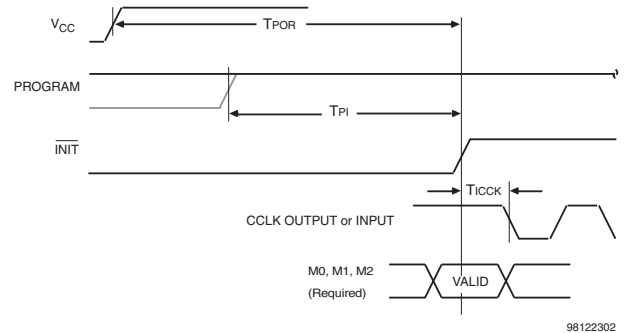 VCC
TPOR
PROGRAM
TPI
INIT
TICCK
CCLK OUTPUT or INPUT
M0, M1, M2
(Required)
VALID
98122302